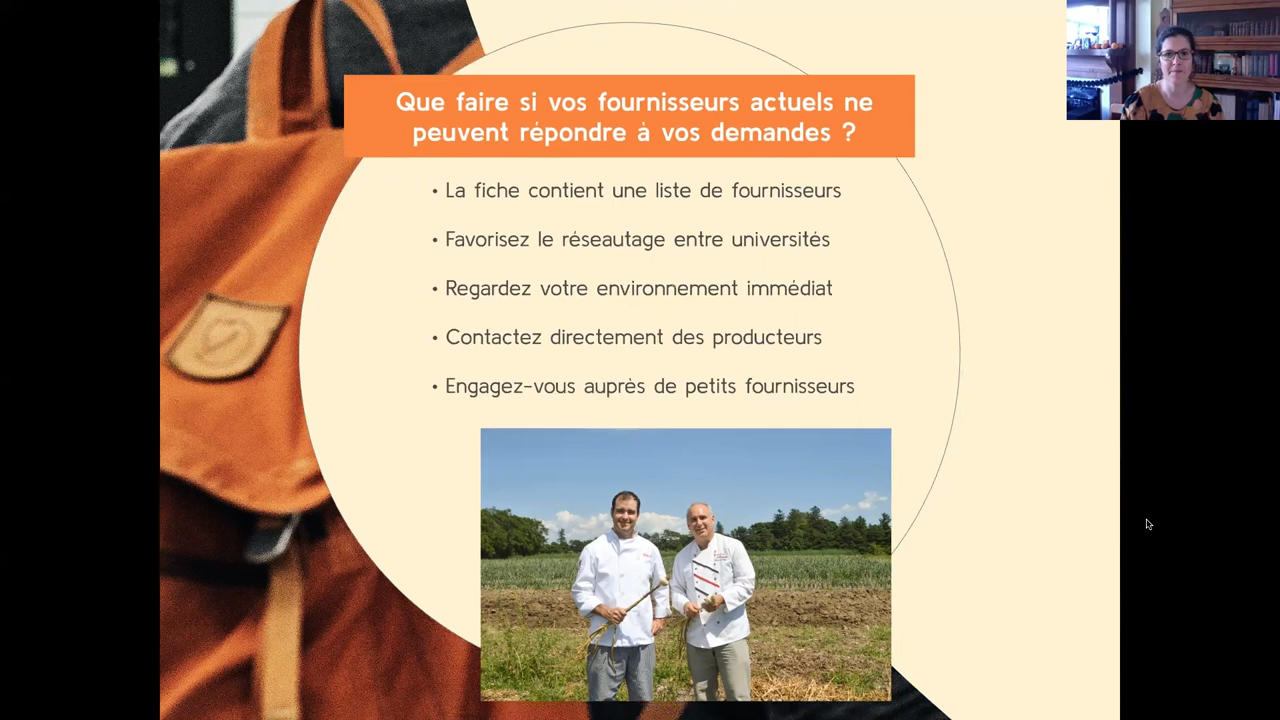 Que faire si vos fournisseurs actuels ne
peuvent répondre à vos demandes ?
• La fiche contient une liste de fournisseurs
• Favorisez le réseautage entre universités
• Regardez votre environnement immédiat
• Contactez directement des producteurs
• Engagez-vous auprès de petits fournisseurs